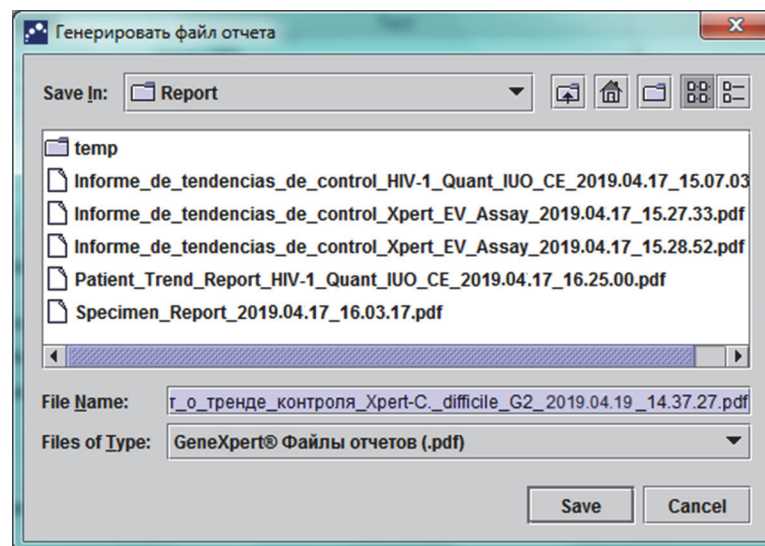 Генерировать файл отчета
Save In: Report
temp
Informe_de_tendencias_de_control_HIV-1_Quant_IUO_CE_2019.04.17_15.07.03
Informe_de_tendencias_de_control_Xpert_EV_Assay_2019.04.17_15.27.33.pdf
Informe_de_tendencias_de_control_Xpert_EV_Assay_2019.04.17_15.28.52.pdf
Patient_Trend_Report_HIV-1_Quant_IUO_CE_2019.04.17_16.25.00.pdf
Specimen_Report_2019.04.17_16.03.17.pdf
File Name: т_о_тренде_контроля_Xpert-C._difficile_G2_2019.04.19_14.37.27.pdf
Files of Type: GeneXpert® Файлы отчетов (.pdf)
Save Cancel